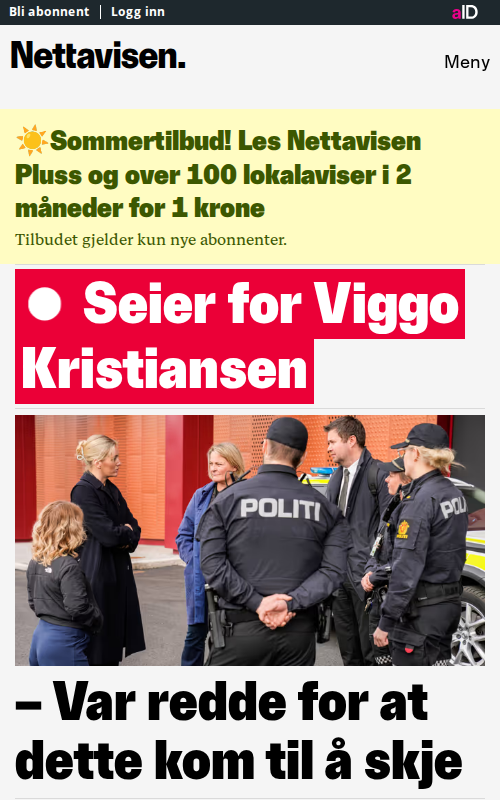 Bli abonnent | Logg inn
aID
Nettavisen.
Meny
☀️Sommertilbud! Les Nettavisen
Pluss og over 100 lokalaviser i 2
måneder for 1 krone
Tilbudet gjelder kun nye abonnenter.
Seier for Viggo
Kristiansen
POLITI
POLI
– Var redde for at
dette kom til å skje